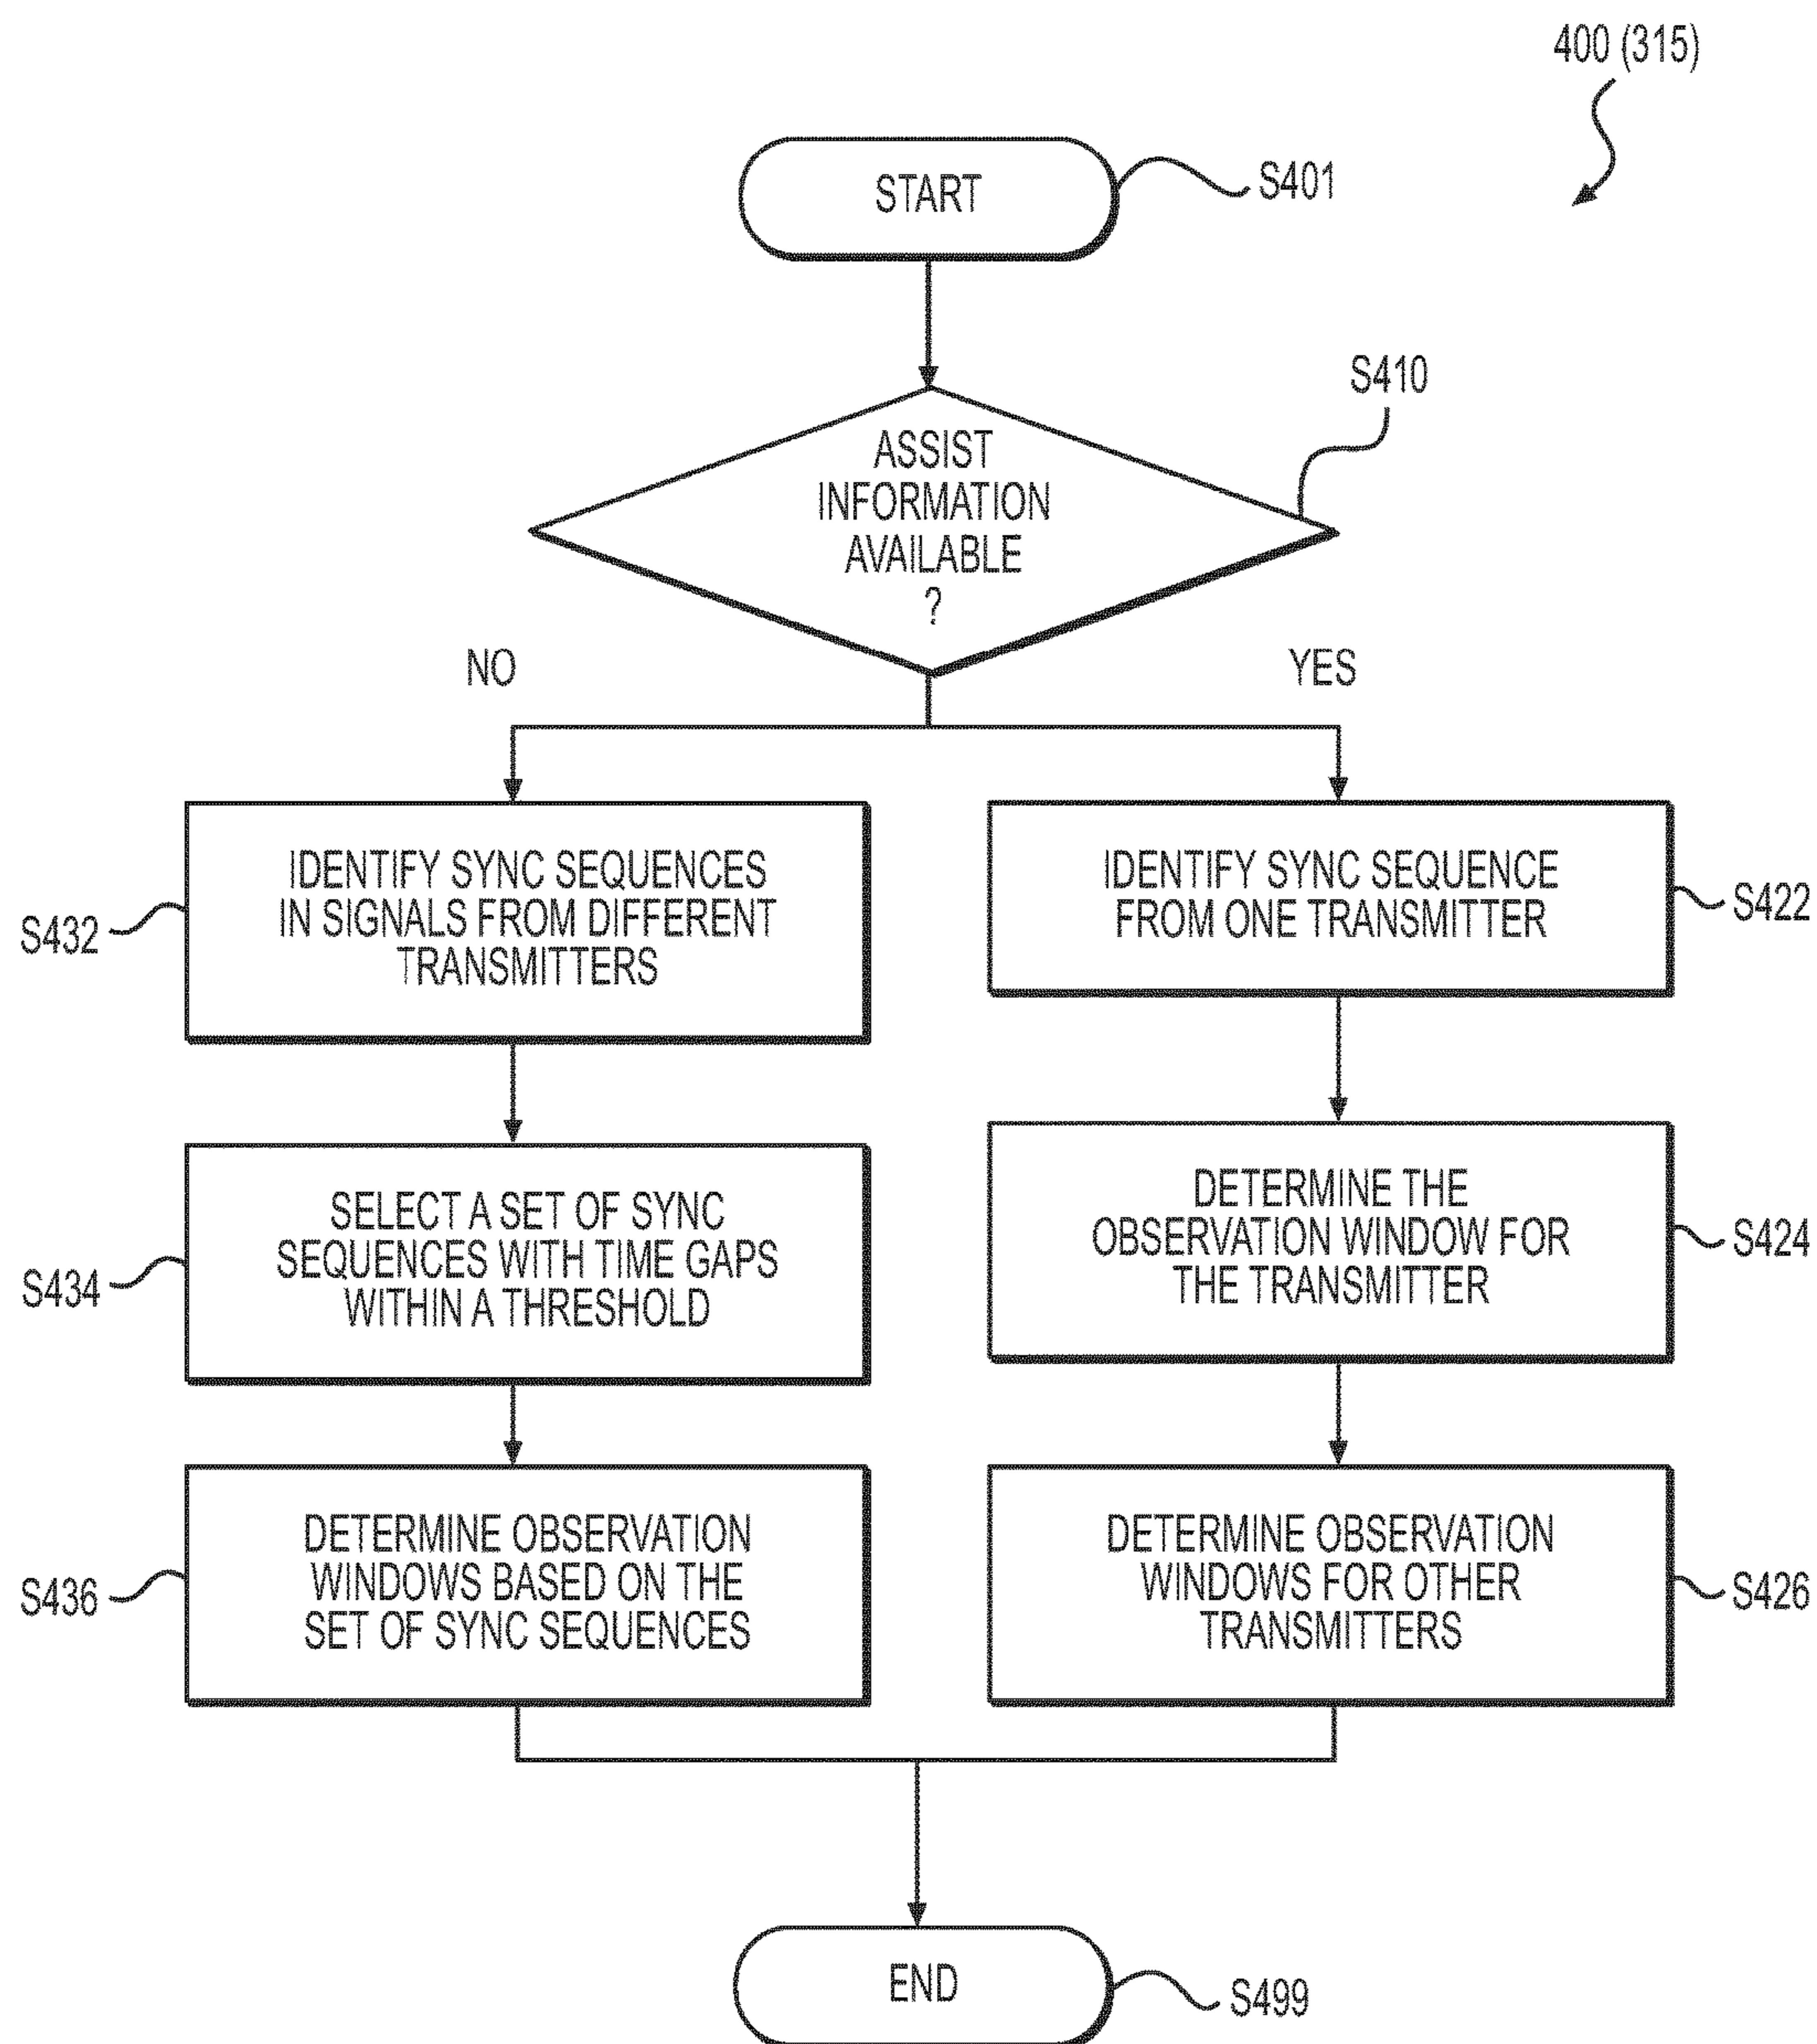 400 (315)
START
S401
S410
ASSIST
INFORMATION
AVAILABLE
?
NO
YES
S432
IDENTIFY SYNC SEQUENCES
IN SIGNALS FROM DIFFERENT
TRANSMITTERS
IDENTIFY SYNC SEQUENCE
FROM ONE TRANSMITTER
S422
S434
SELECT A SET OF SYNC
SEQUENCES WITH TIME GAPS
WITHIN A THRESHOLD
DETERMINE THE
OBSERVATION WINDOW FOR
THE TRANSMITTER
S424
S436
DETERMINE OBSERVATION
WINDOWS BASED ON THE
SET OF SYNC SEQUENCES
DETERMINE OBSERVATION
WINDOWS FOR OTHER
TRANSMITTERS
S426
END
S499